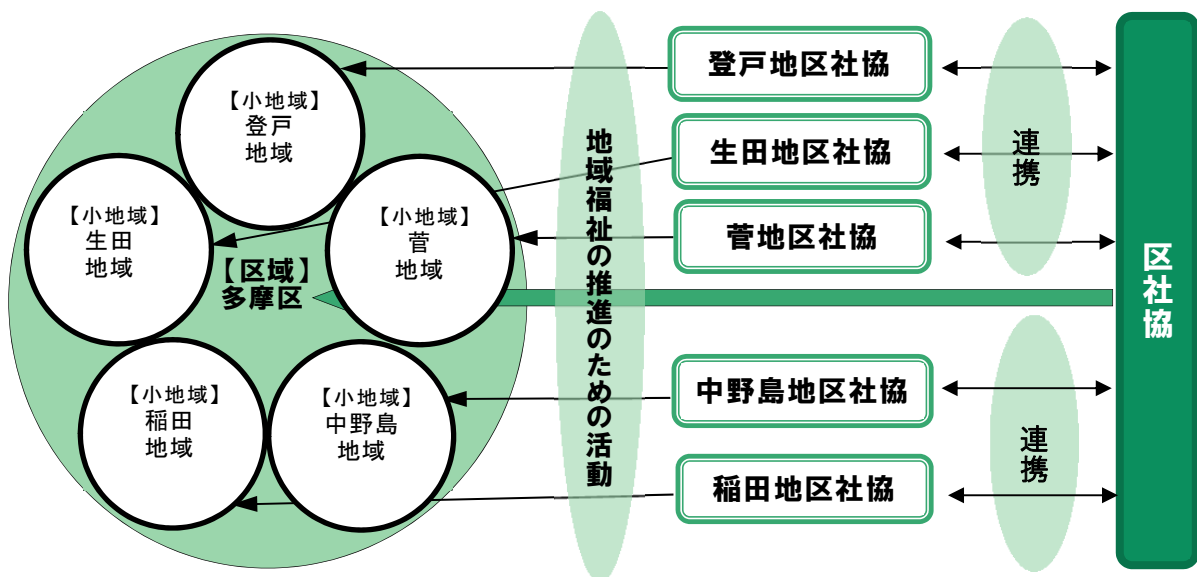 【小地域】
登戸
地域
【小地域】
生田
地域
【小地域】
菅
地域
【区域】
多摩区
【小地域】
稲田
地域
【小地域】
中野島
地域
地域福祉の推進のための活動
登戸地区社協
生田地区社協
菅地区社協
中野島地区社協
稲田地区社協
連携
連携
区社協